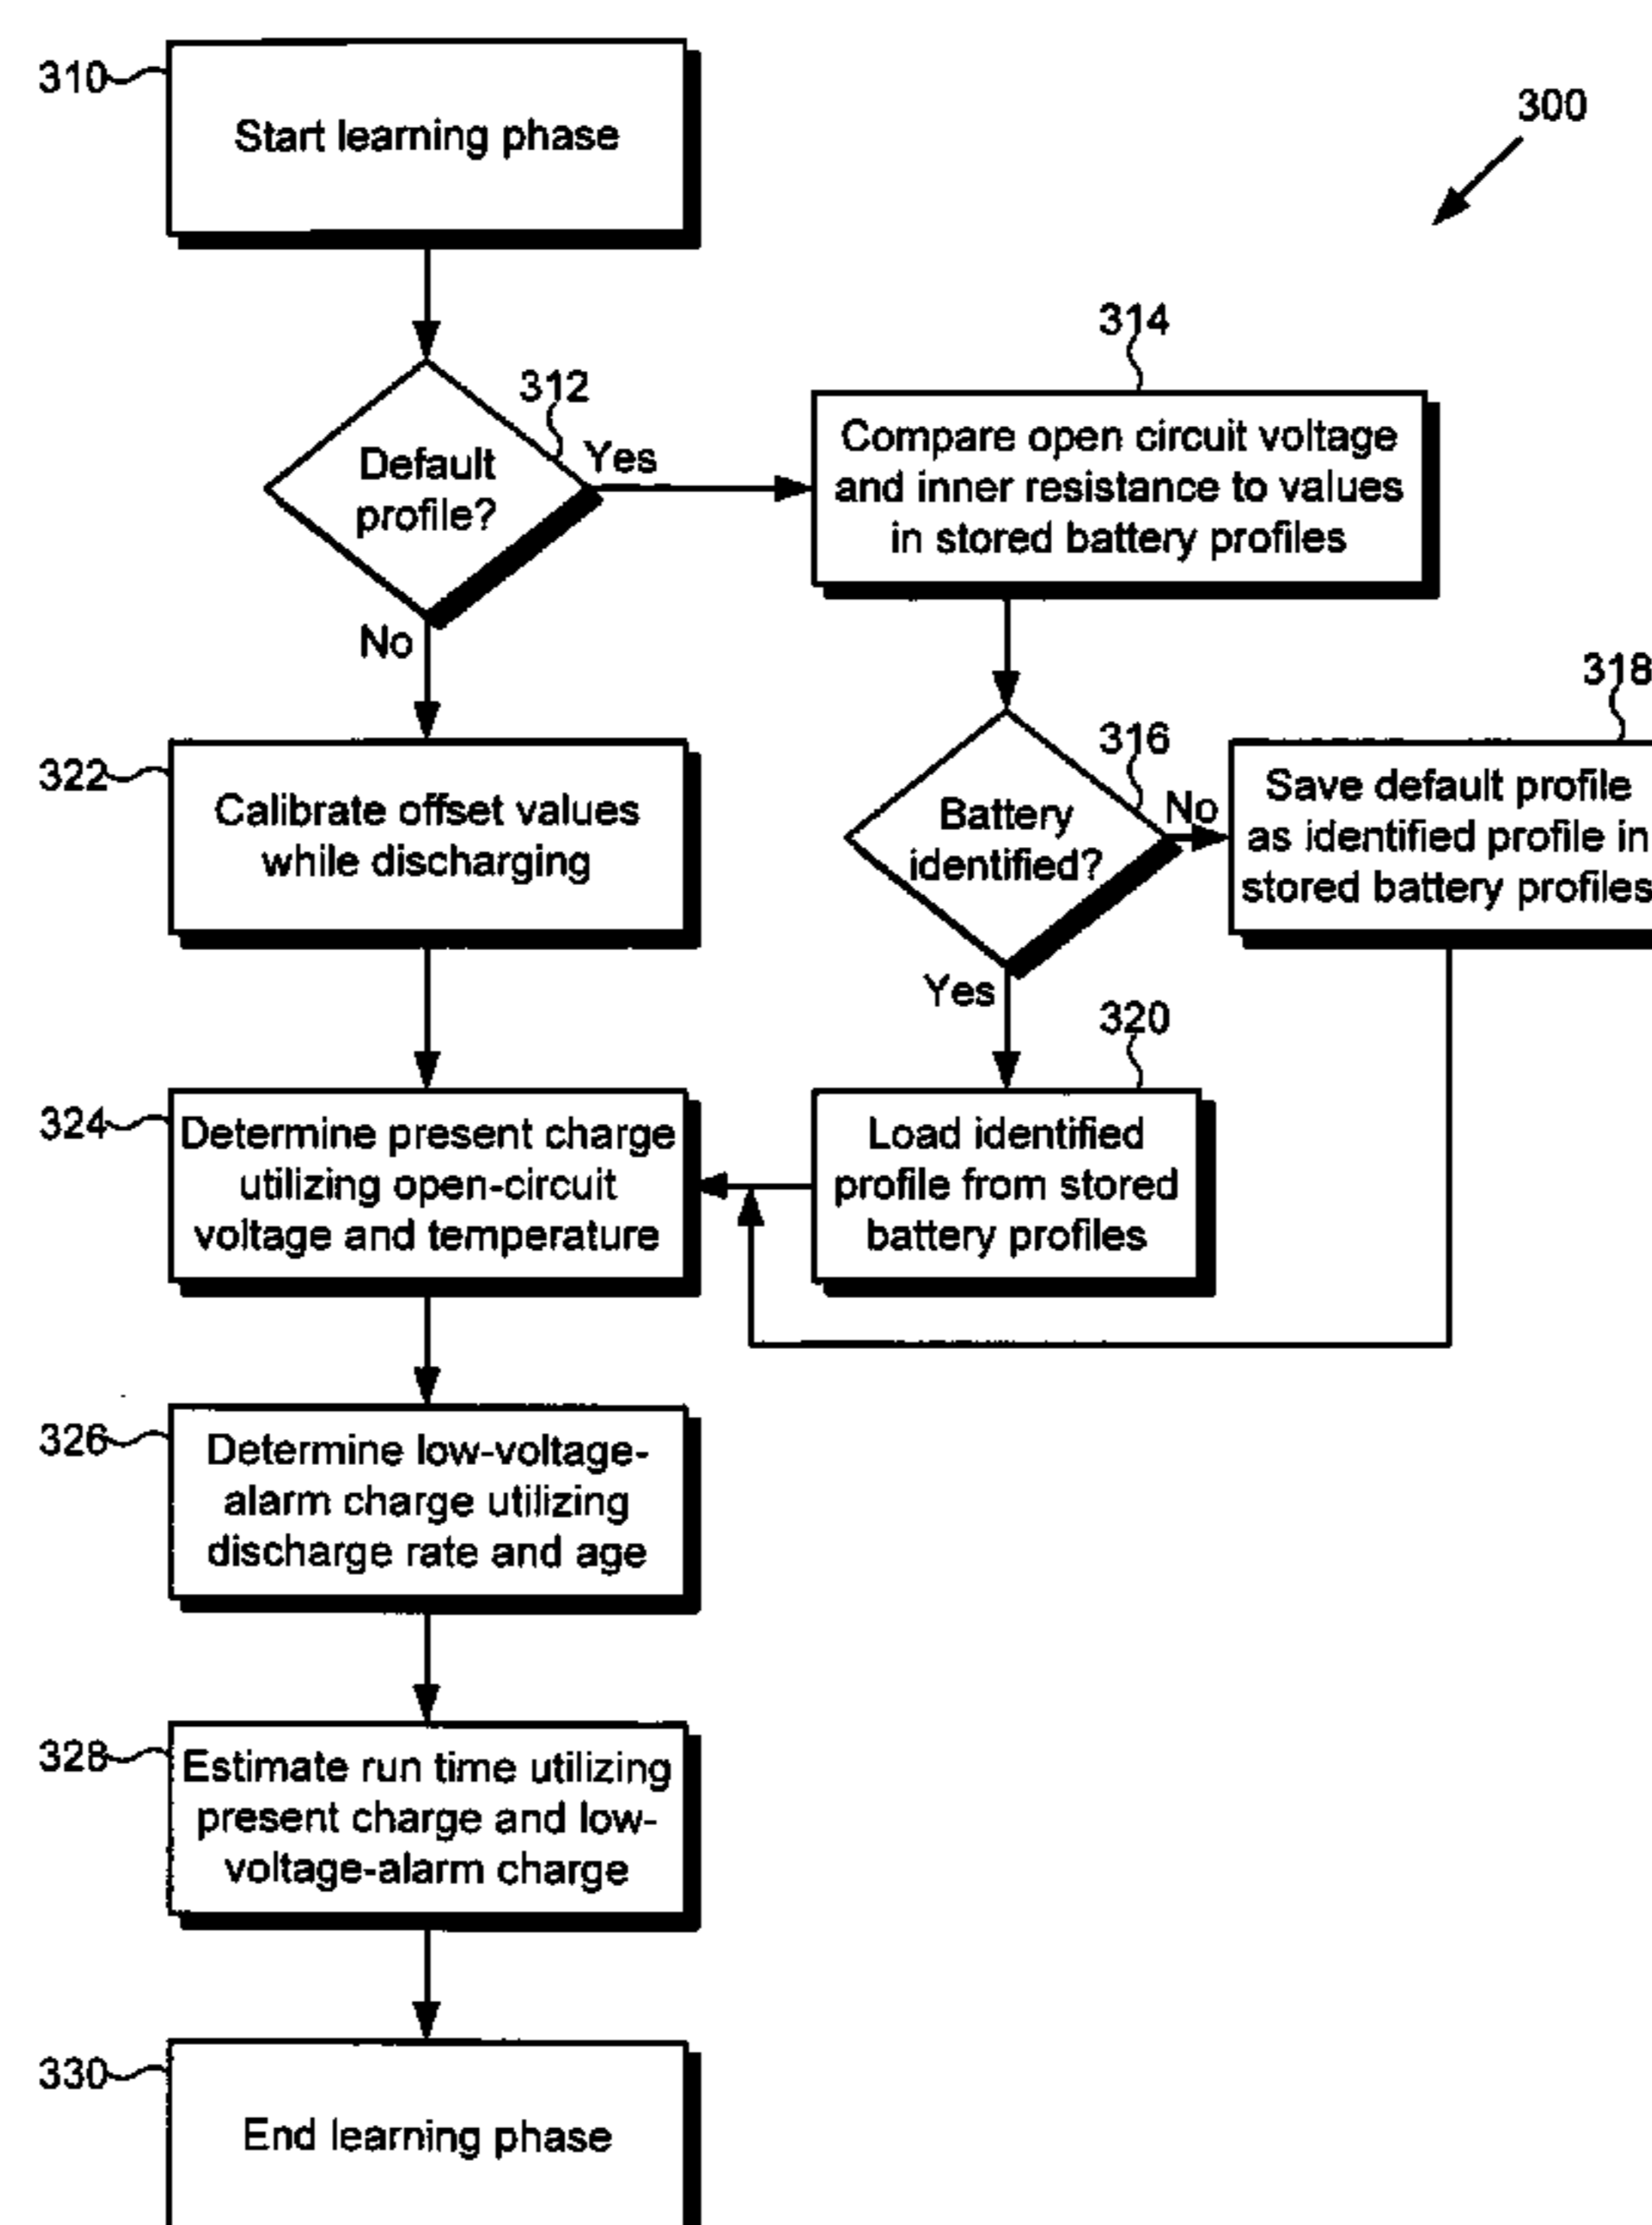 310
Start learning phase
300
312
Default
profile?
Yes
No
314
Compare open circuit voltage
and inner resistance to values
in stored battery profiles
316
Battery
identified?
No
Yes
318
Save default profile
as identified profile in
stored battery profiles
320
Load identified
profile from stored
battery profiles
322
Calibrate offset values
while discharging
324
Determine present charge
utilizing open-circuit
voltage and temperature
326
Determine low-voltage-
alarm charge utilizing
discharge rate and age
328
Estimate run time utilizing
present charge and low-
voltage-alarm charge
330
End learning phase